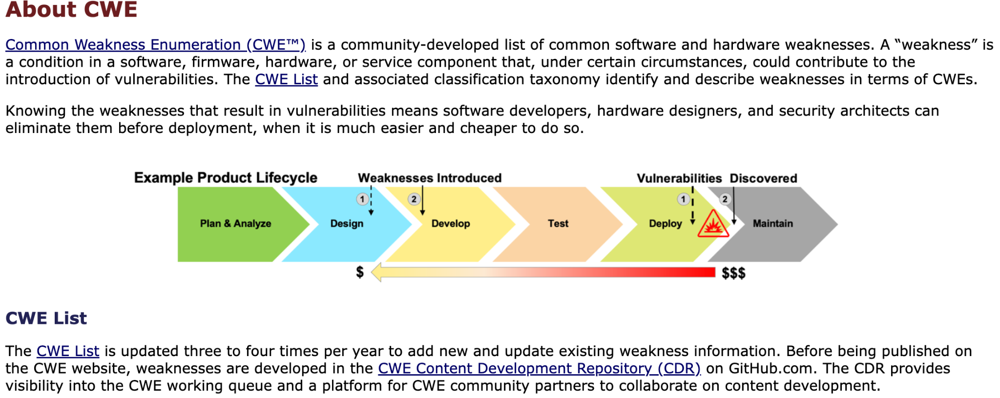 About CWE
Common Weakness Enumeration (CWE™) is a community-developed list of common software and hardware weaknesses. A “weakness” is
a condition in a software, firmware, hardware, or service component that, under certain circumstances, could contribute to the
introduction of vulnerabilities. The CWE List and associated classification taxonomy identify and describe weaknesses in terms of CWEs.
Knowing the weaknesses that result in vulnerabilities means software developers, hardware designers, and security architects can
eliminate them before deployment, when it is much easier and cheaper to do so.
Example Product Lifecycle
Weaknesses Introduced
Vulnerabilities Discovered
1
2
1
2
Plan & Analyze
Design
Develop
Test
Deploy
Maintain
$
$$$
CWE List
The CWE List is updated three to four times per year to add new and update existing weakness information. Before being published on
the CWE website, weaknesses are developed in the CWE Content Development Repository (CDR) on GitHub.com. The CDR provides
visibility into the CWE working queue and a platform for CWE community partners to collaborate on content development.